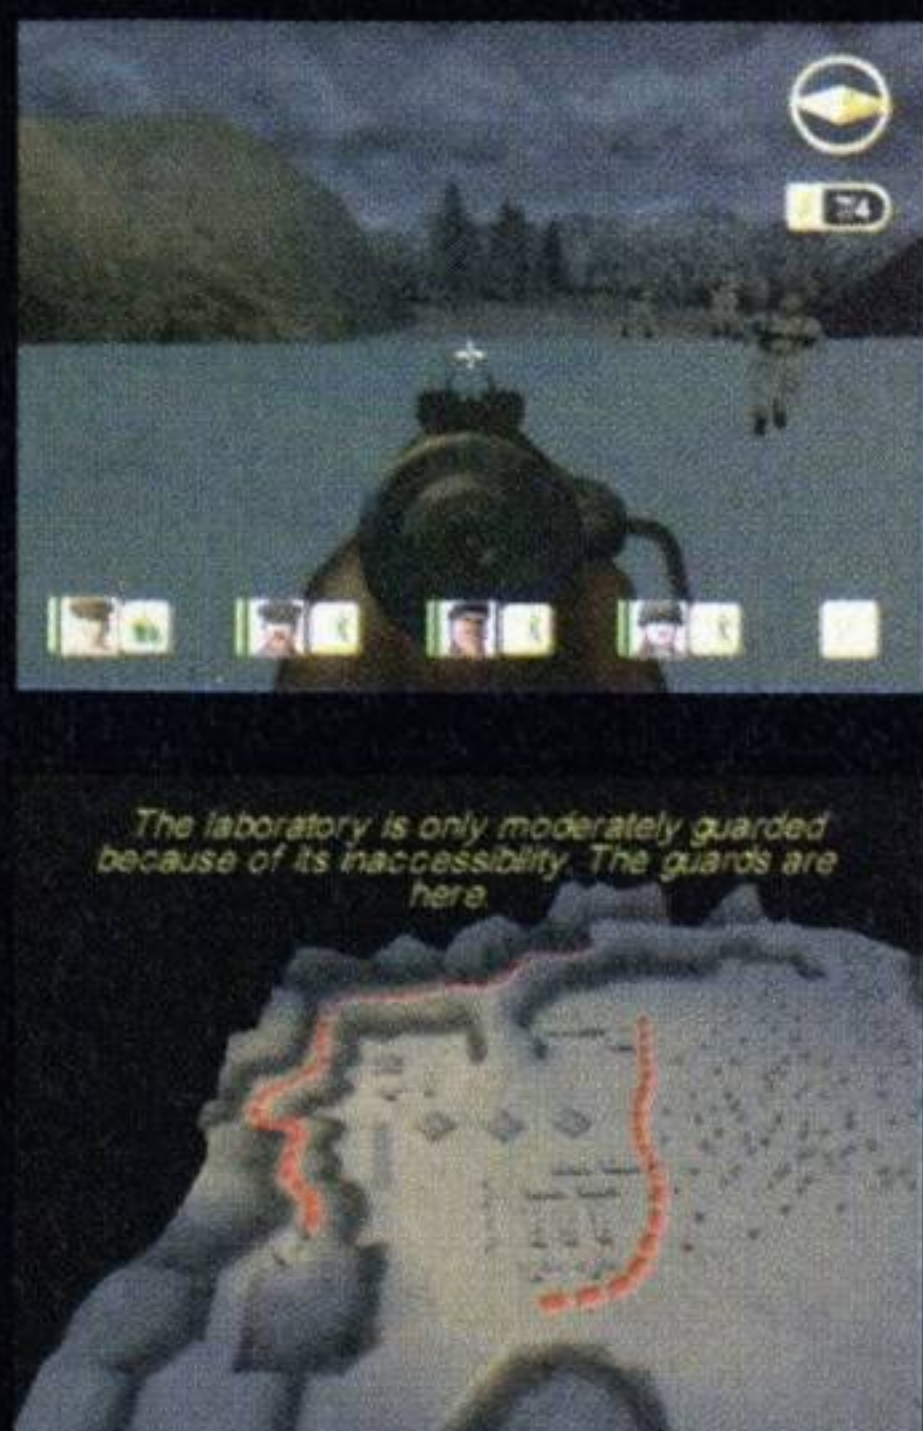 The laboratory is only moderately guarded
because of its inaccessibility. The guards are
here.